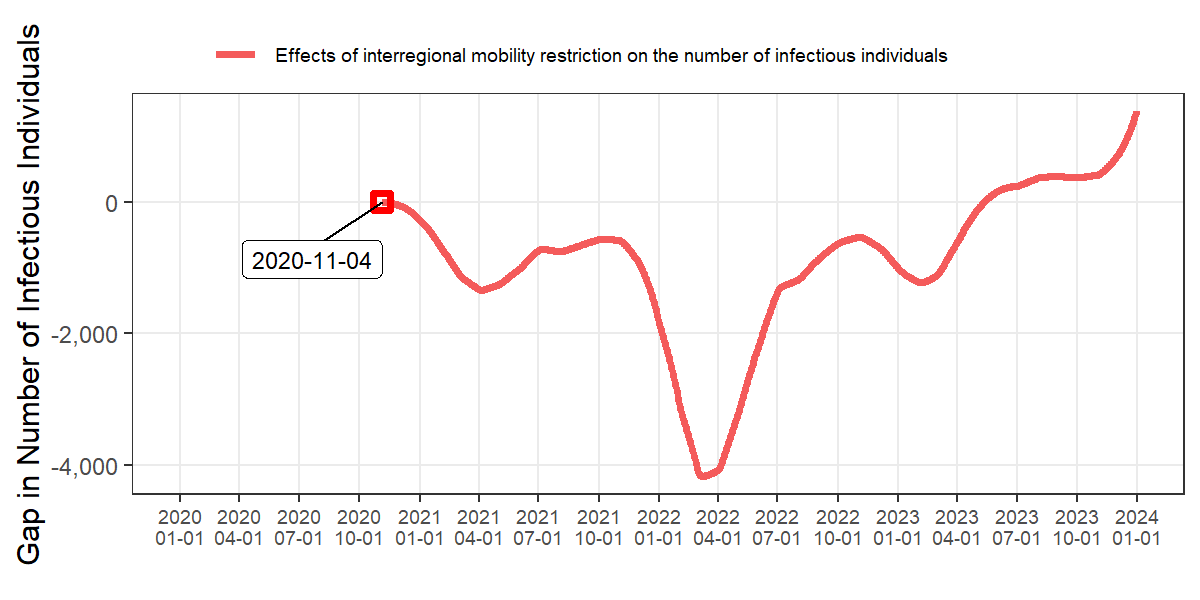 Effects of interregional mobility restriction on the number of infectious individuals
Gap in Number of Infectious Individuals
0
-2,000
-4,000
2020-11-04
2020 2020 2020 2020 2021 2021 2021 2021 2022 2022 2022 2022 2023 2023 2023 2023 2024
01-01 04-01 07-01 10-01 01-01 04-01 07-01 10-01 01-01 04-01 07-01 10-01 01-01 04-01 07-01 10-01 01-01